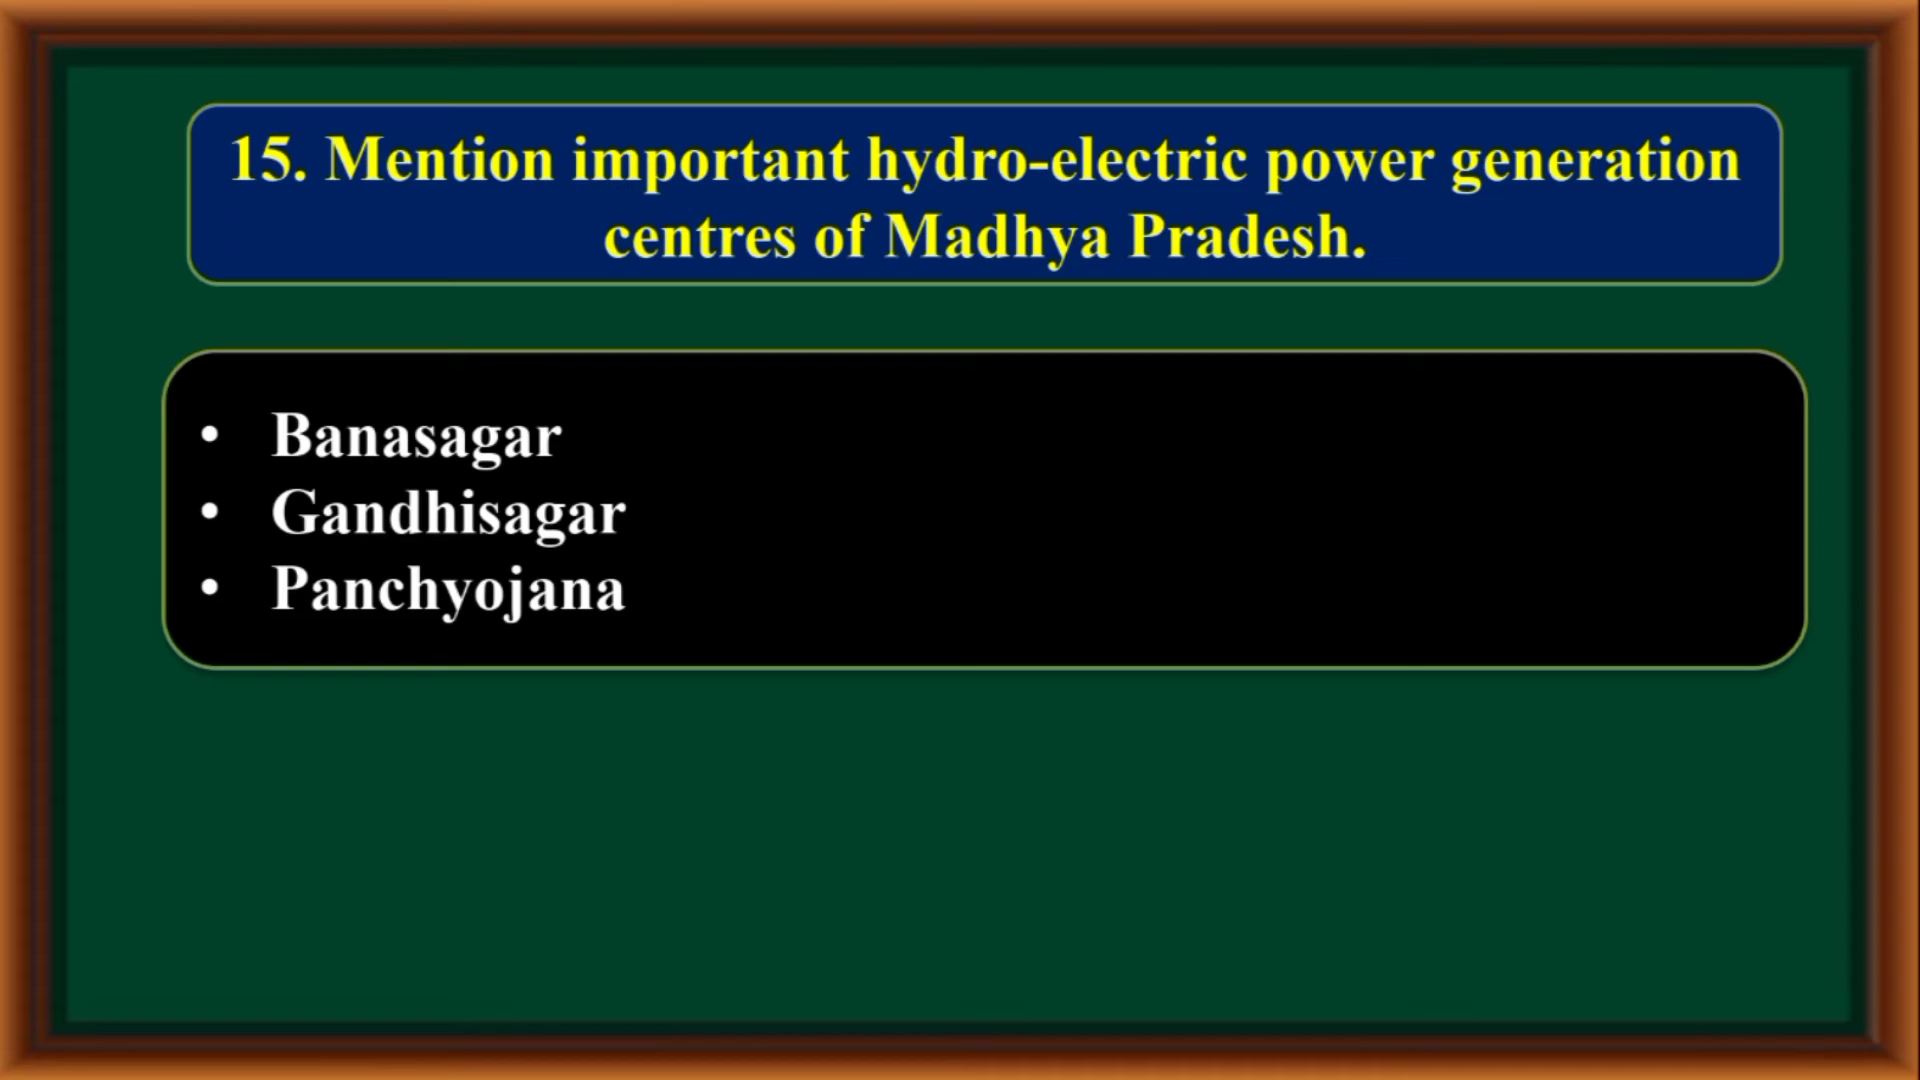 15. Mention important hydro-electric power generation
centres of Madhya Pradesh.
• Banasagar
• Gandhisagar
• Panchyojana